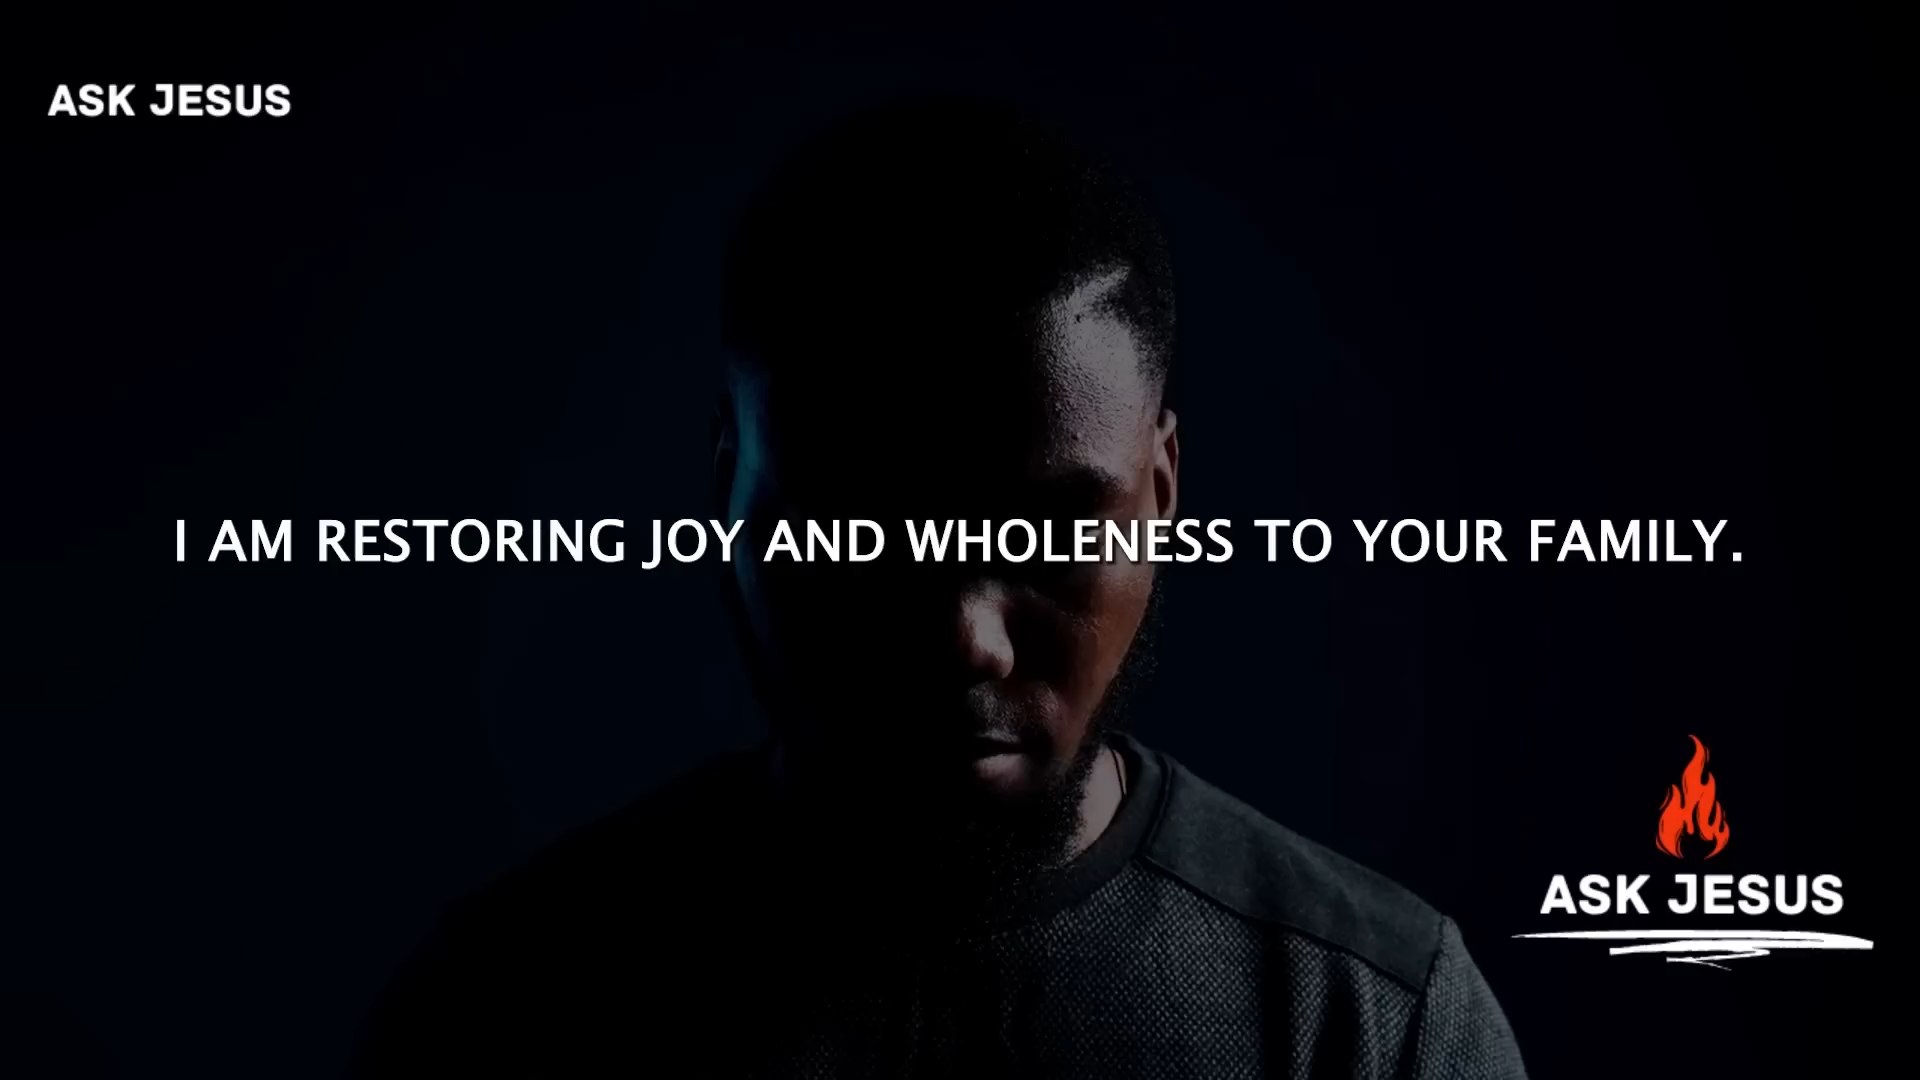 ASK JESUS
I AM RESTORING JOY AND WHOLENESS TO YOUR FAMILY.
ASK JESUS